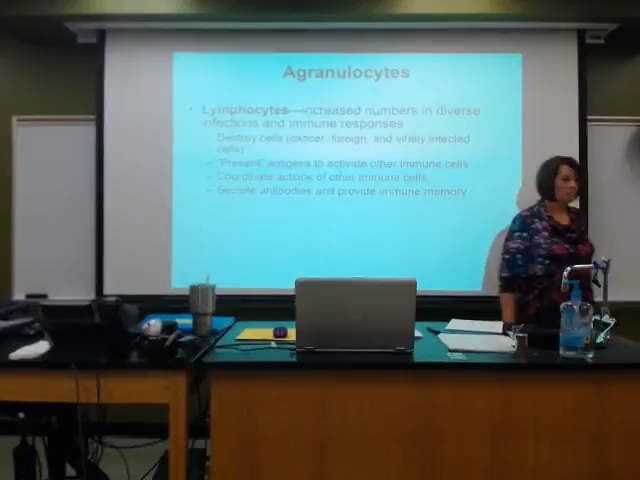 Agranulocytes
• Lymphocytes—increased numbers in diverse
infections and immune responses
– Destroy cells (cancer, foreign, and virally infected
cells)
– "Present" antigens to activate other immune cells
– Coordinate actions of other immune cells
– Secrete antibodies and provide immune memory